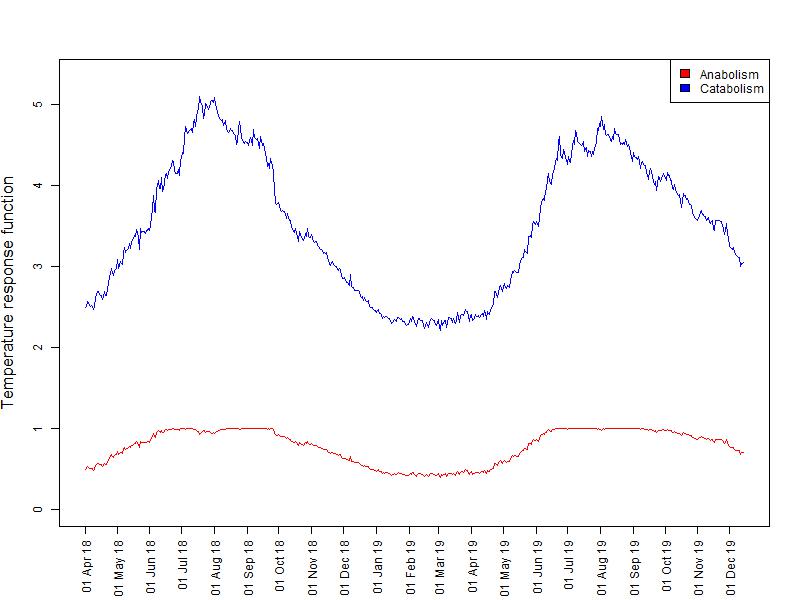 Anabolism
Catabolism
Temperature response function
5
4
3
2
1
0
01 Apr 18
01 May 18
01 Jun 18
01 Jul 18
01 Aug 18
01 Sep 18
01 Oct 18
01 Nov 18
01 Dec 18
01 Jan 19
01 Feb 19
01 Mar 19
01 Apr 19
01 May 19
01 Jun 19
01 Jul 19
01 Aug 19
01 Sep 19
01 Oct 19
01 Nov 19
01 Dec 19